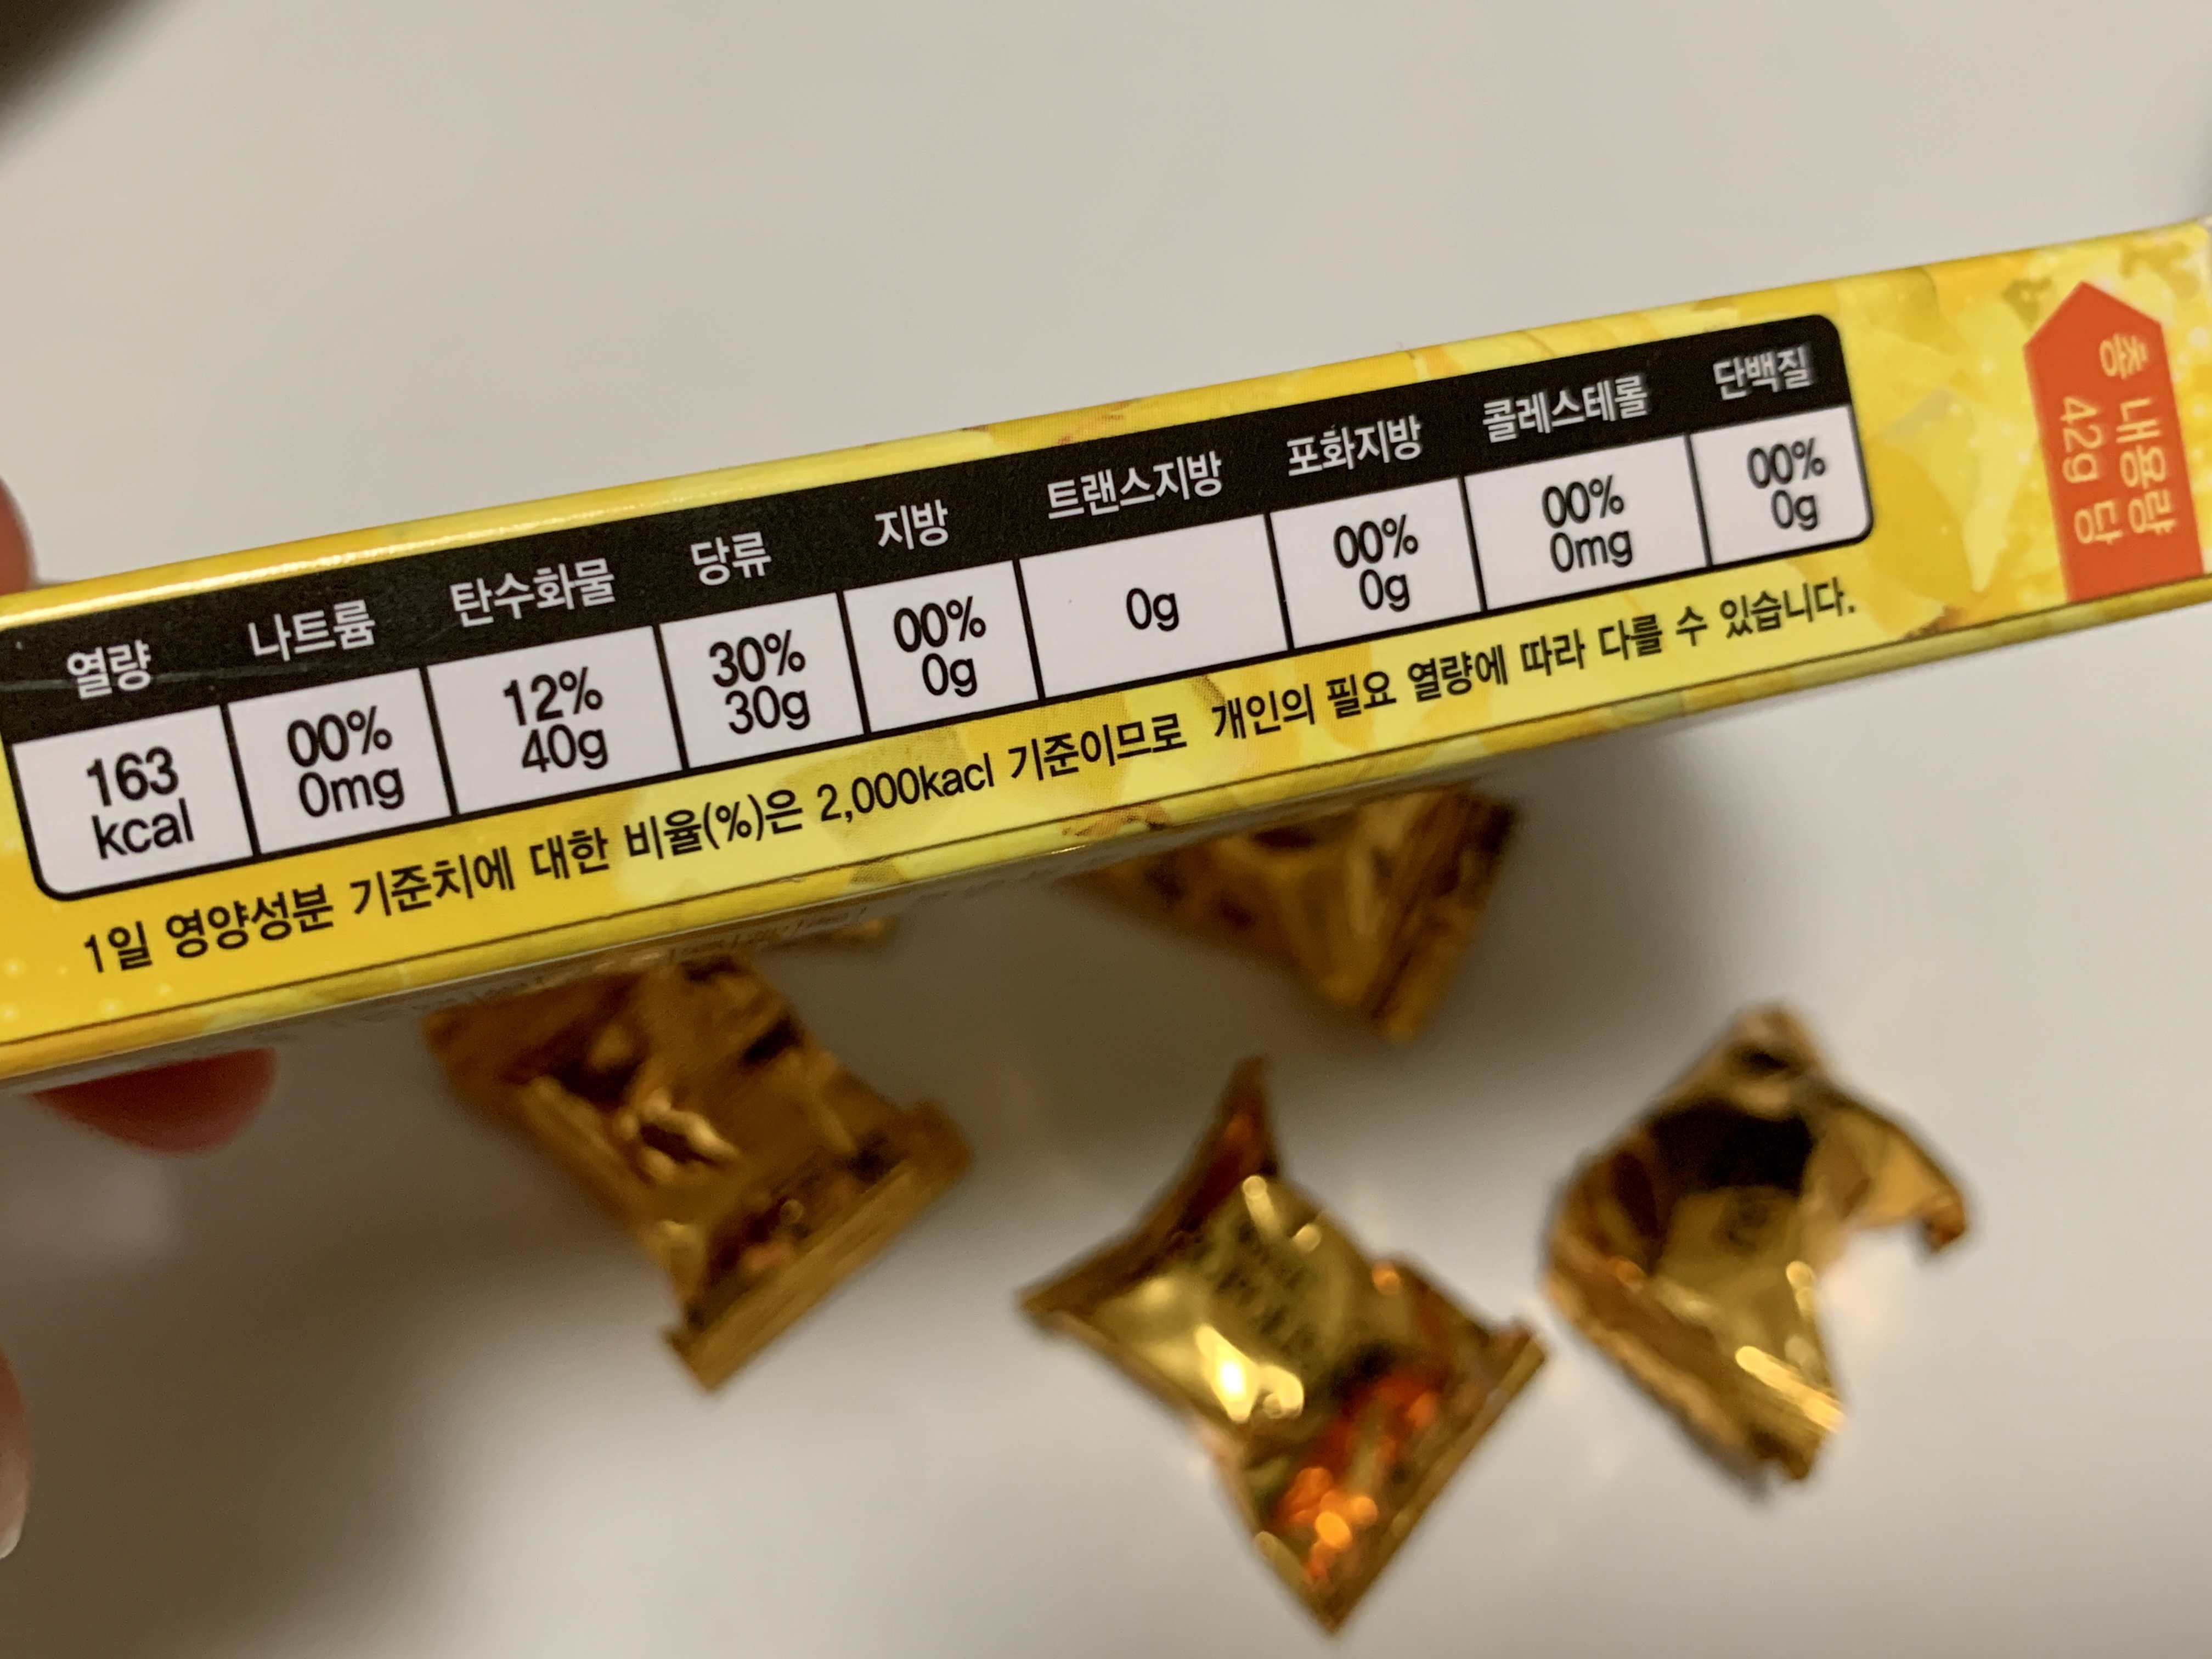 열량 나트륨 탄수화물 당류 지방 트랜스지방 포화지방 콜레스테롤 단백질
163 00% 12% 30% 00% 0g 00% 00% 00%
kcal 0mg 40g 30g 0g 0g 0mg 0g
1일 영양성분 기준치에 대한 비율(%)은 2,000kacl 기준이므로 개인의 필요 열량에 따라 다를 수 있습니다.
총 내용량
42g 당